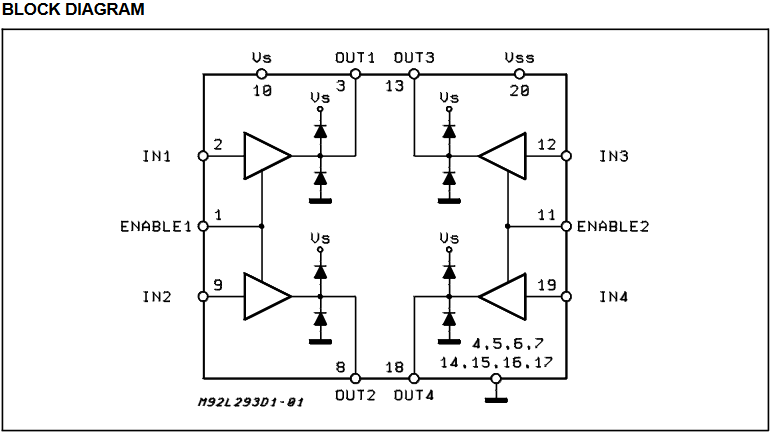 BLOCK DIAGRAM
Vs OUT1 OUT3 Vss
10 3 13 20
Vs Vs
IN1 2 12 IN3
ENABLE1 1 11 ENABLE2
Vs Vs
IN2 9 19 IN4
4,5,6,7
8 18 14,15,16,17
M92L293D1-01 OUT2 OUT4